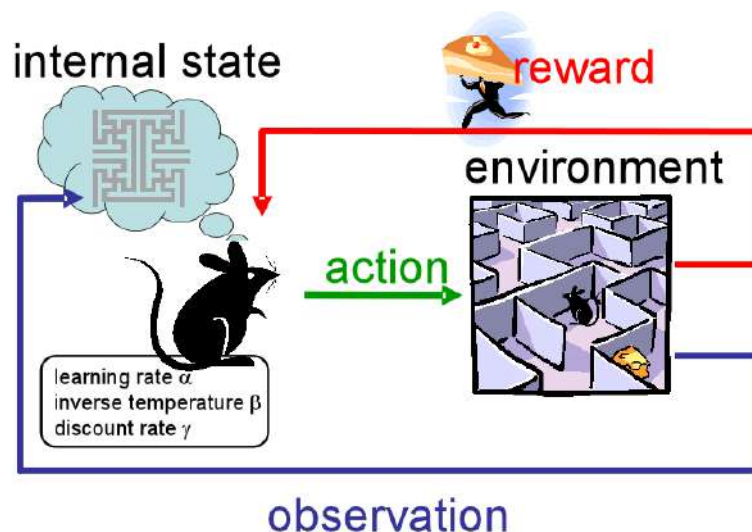 internal state
reward
environment
action
learning rate α
inverse temperature β
discount rate γ
observation